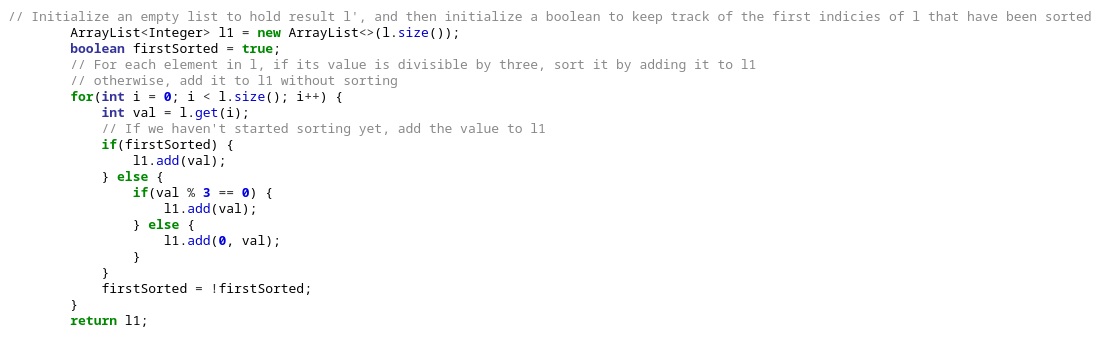 // Initialize an empty list to hold result l', and then initialize a boolean to keep track of the first indicies of l that have been sorted
        ArrayList<Integer> l1 = new ArrayList<>(l.size());
        boolean firstSorted = true;
        // For each element in l, if its value is divisible by three, sort it by adding it to l1
        // otherwise, add it to l1 without sorting
        for(int i = 0; i < l.size(); i++) {
            int val = l.get(i);
            // If we haven't started sorting yet, add the value to l1
            if(firstSorted) {
                l1.add(val);
            } else {
                if(val % 3 == 0) {
                    l1.add(val);
                } else {
                    l1.add(0, val);
                }
            }
            firstSorted = !firstSorted;
        }
        return l1;